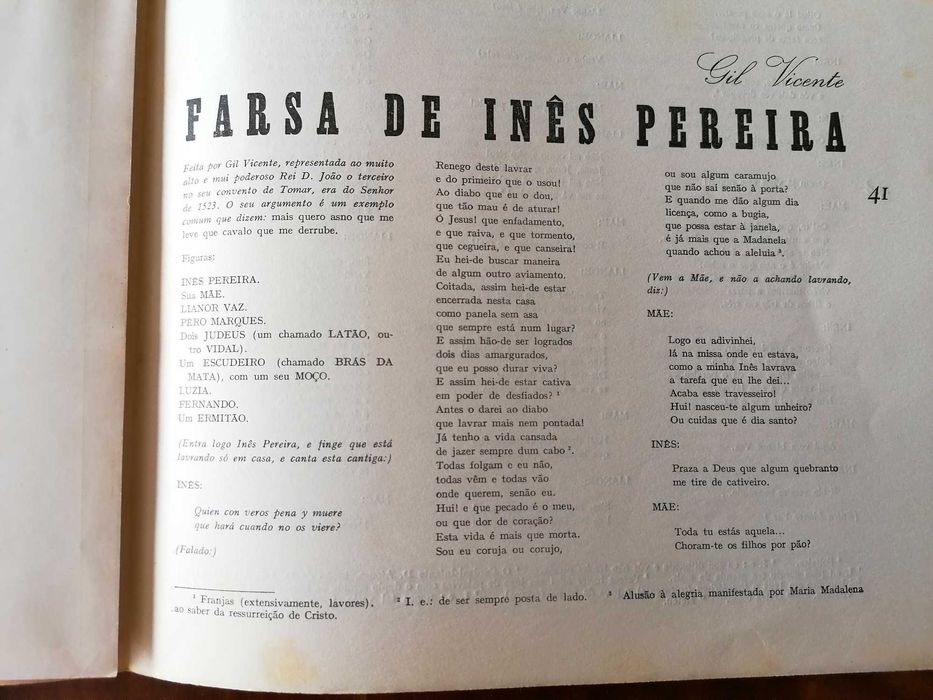 Gil Vicente
FARSA DE INÊS PEREIRA
41
Feita por Gil Vicente, representada ao muito
alto e mui poderoso Rei D. João o terceiro
no seu convento de Tomar, era do Senhor
de 1523. O seu argumento é um exemplo
comum que dizem: mais quero asno que me
leve que cavalo que me derrube.
Figuras:
INÊS PEREIRA.
Sua MÃE.
LIANOR VAZ.
PÊRO MARQUES.
Dois JUDEUS (um chamado LATÃO, ou-
tro VIDAL).
Um ESCUDEIRO (chamado BRÁS DA
MATA), com um seu MOÇO.
LUZIA.
FERNANDO.
Um ERMITÃO.
(Entra logo Inês Pereira, e finge que está
lavrando só em casa, e canta esta cantiga:)
INÊS:
Quien con veros pena y muere
que hará cuando no os viere?
(Falado:)
Renego deste lavrar
e do primeiro que o usou!
Ao diabo que eu o dou,
que tão mau é de aturar!
Ó Jesus! que enfadamento,
e que raiva, e que tormento,
que cegueira, e que canseira!
Eu hei-de buscar maneira
de algum outro aviamento.
Coitada, assim hei-de estar
encerrada nesta casa
como panela sem asa
que sempre está num lugar?
E assim hão-de ser logrados
dois dias amargurados,
que eu posso durar viva?
E assim hei-de estar cativa
em poder de desfiados? ¹
Antes o darei ao diabo
que lavrar mais nem pontada!
Já tenho a vida cansada
de jazer sempre dum cabo ².
Todas folgam e eu não,
todas vêm e todas vão
onde querem, senão eu.
Hui! e que pecado é o meu,
ou que dor de coração?
Esta vida é mais que morta.
Sou eu coruja ou corujo,
ou sou algum caramujo
que não sai senão à porta?
E quando me dão algum dia
licença, como a bugia,
que possa estar à janela,
é já mais que a Madanela
quando achou a aleluia ³.
(Vem a Mãe, e não a achando lavrando,
diz:)
MÃE:
Logo eu adivinhei,
lá na missa onde eu estava,
como a minha Inês lavrava
a tarefa que eu lhe dei...
Acaba esse travesseiro!
Hui! nasceu-te algum unheiro?
Ou cuidas que é dia santo?
INÊS:
Praza a Deus que algum quebranto
me tire de cativeiro.
MÃE:
Toda tu estás aquela...
Choram-te os filhos por pão?
¹ Franjas (extensivamente, lavores). ² I. e.: de ser sempre posta de lado. ³ Alusão à alegria manifestada por Maria Madalena
ao saber da ressurreição de Cristo.